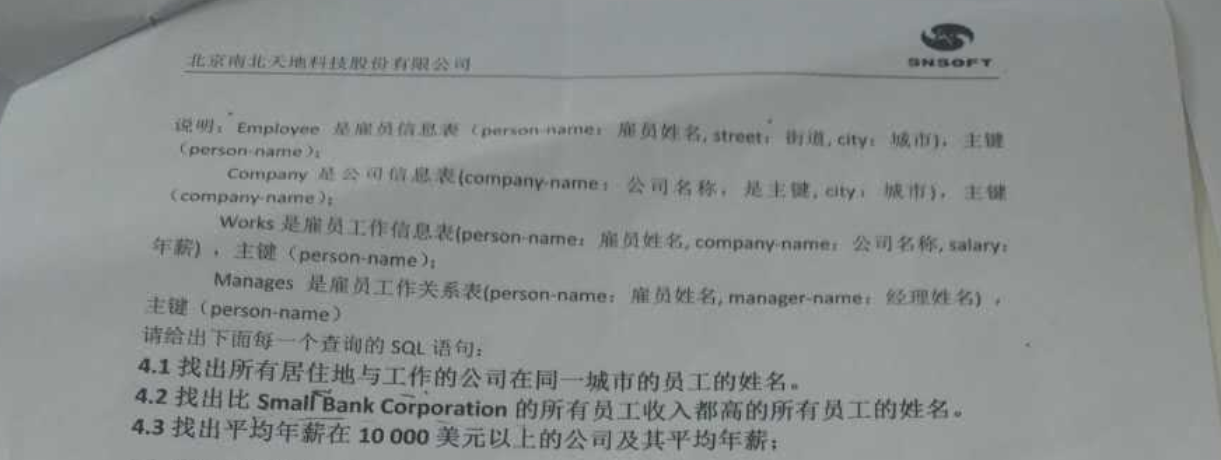 北京南北天地科技股份有限公司
SNSOFT
说明：Employee 是雇员信息表（person-name：雇员姓名, street：街道, city：城市），主键
（person-name）；
Company 是公司信息表(company-name：公司名称，是主键, city：城市)，主键
（company-name）；
Works 是雇员工作信息表(person-name：雇员姓名, company-name：公司名称, salary：
年薪)，主键（person-name）；
Manages 是雇员工作关系表(person-name：雇员姓名, manager-name：经理姓名)，
主键（person-name）
请给出下面每一个查询的 SQL 语句：
4.1 找出所有居住地与工作的公司在同一城市的员工的姓名。
4.2 找出比 Small Bank Corporation 的所有员工收入都高的所有员工的姓名。
4.3 找出平均年薪在 10 000 美元以上的公司及其平均年薪；